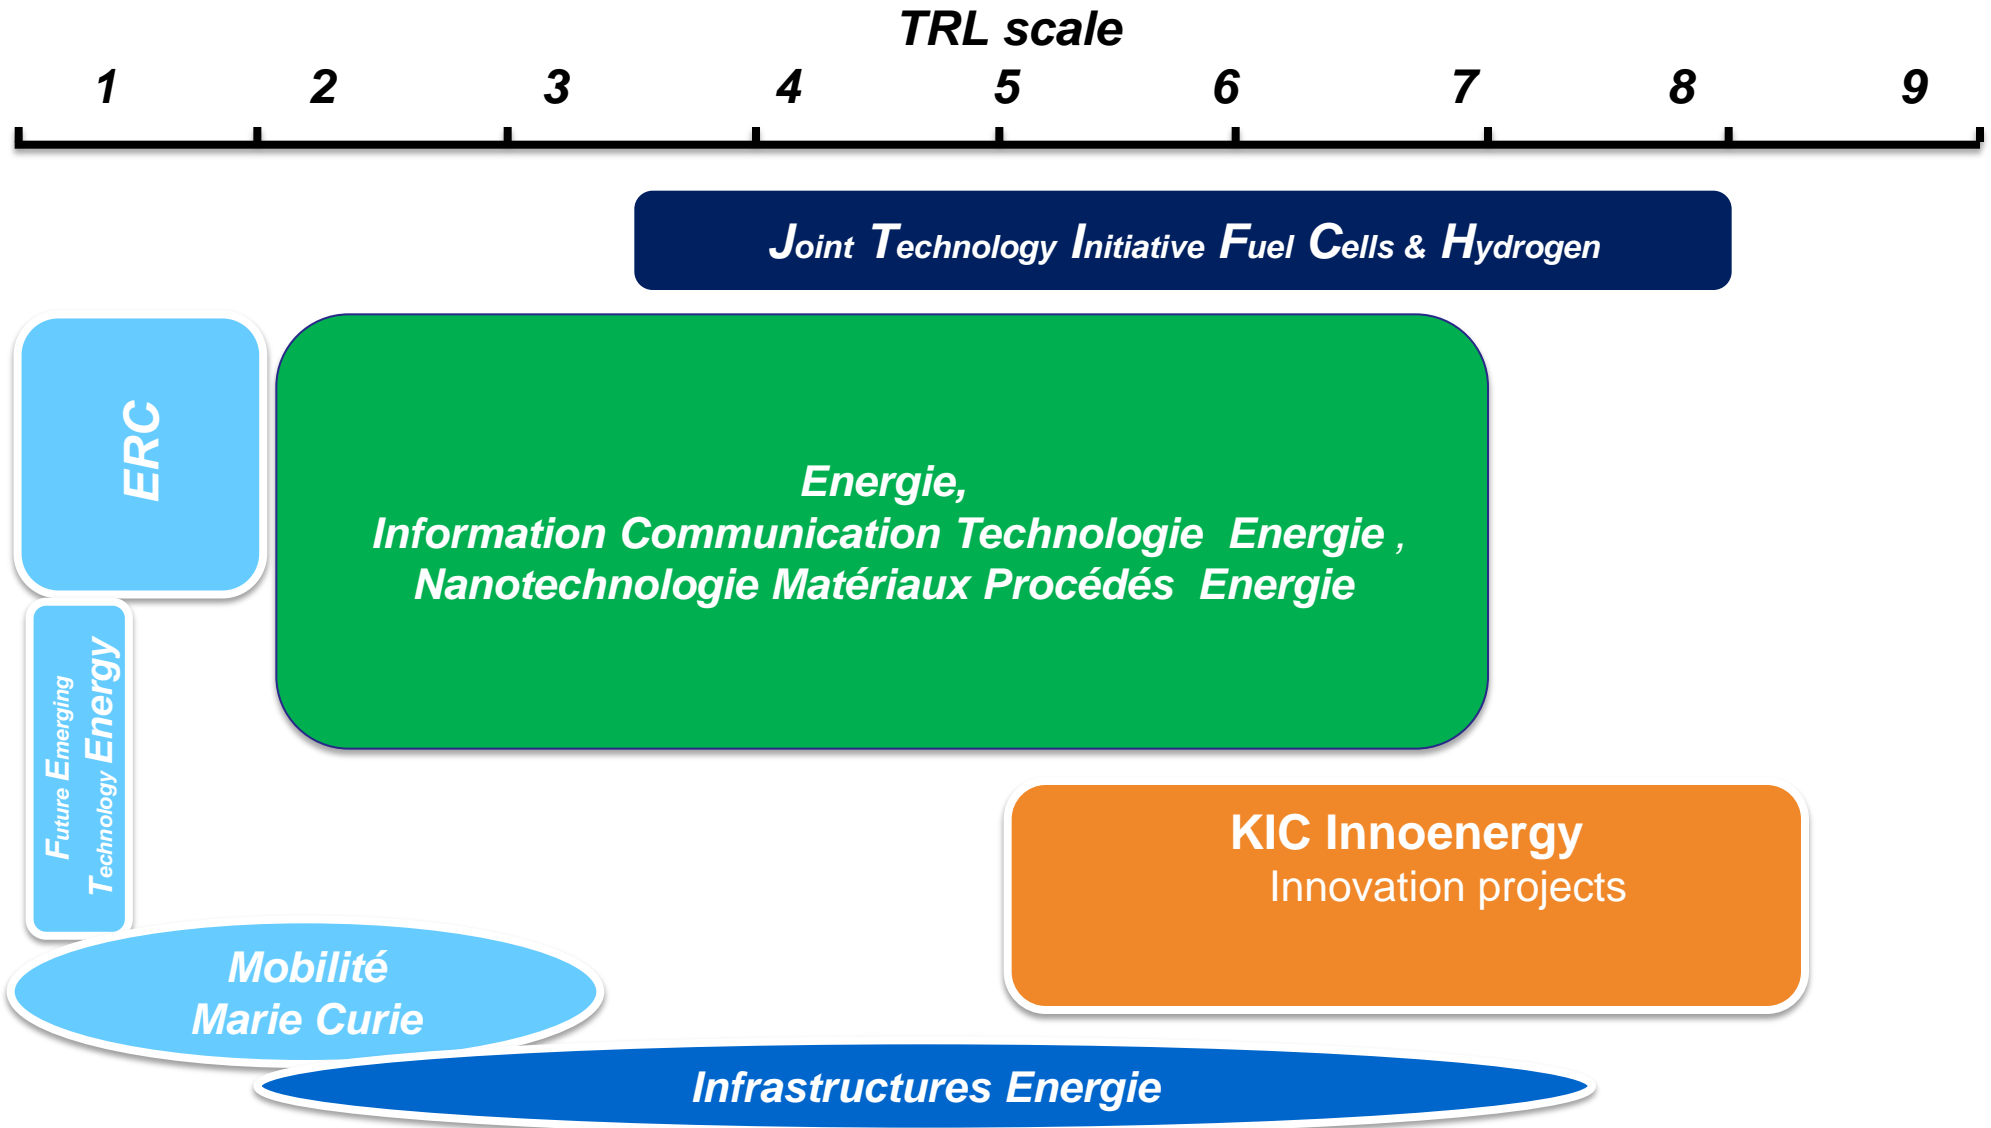 TRL scale
1 2 3 4 5 6 7 8 9
Joint Technology Initiative Fuel Cells & Hydrogen
ERC
Energie,
Information Communication Technologie Energie ,
Nanotechnologie Matériaux Procédés Energie
Future Emerging
Technology Energy
KIC Innoenergy
Innovation projects
Mobilité
Marie Curie
Infrastructures Energie